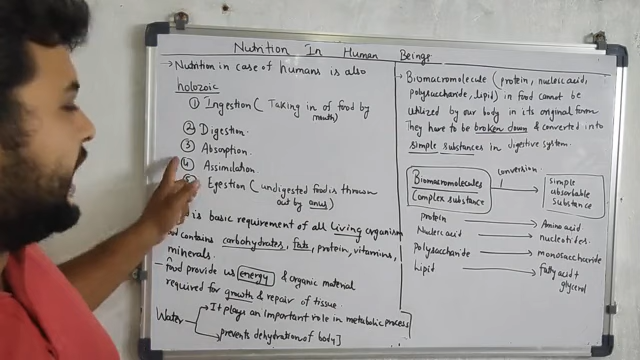 Nutrition In Human Beings
→ Nutrition in case of humans is also
holozoic
① Ingestion ( Taking in of food by
mouth)
② Digestion.
③ Absorption
④ Assimilation
⑤ Egestion ( undigested food is thrown
out by anus)
is basic requirement of all living organism
contains carbohydrates, fats, protein, vitamins,
minerals.
Food provide us energy & organic material
required for growth & repair of tissue.
Water → It plays an important role in metabolic process
→ prevents dehydration of body]
Biomacromolecule ( protein, nucleic acid,
polysaccharide, lipid) in food cannot be
utilized by our body in its original form
They have to be broken down & converted into
simple substances in digestive system.
Biomacromolecules
Complex substance
conversion
simple
absorbable
substance
Protein → Amino acid
Nucleic acid → nucleotides.
polysaccharide → monosaccharide
Lipid → fatty acid +
glycerol